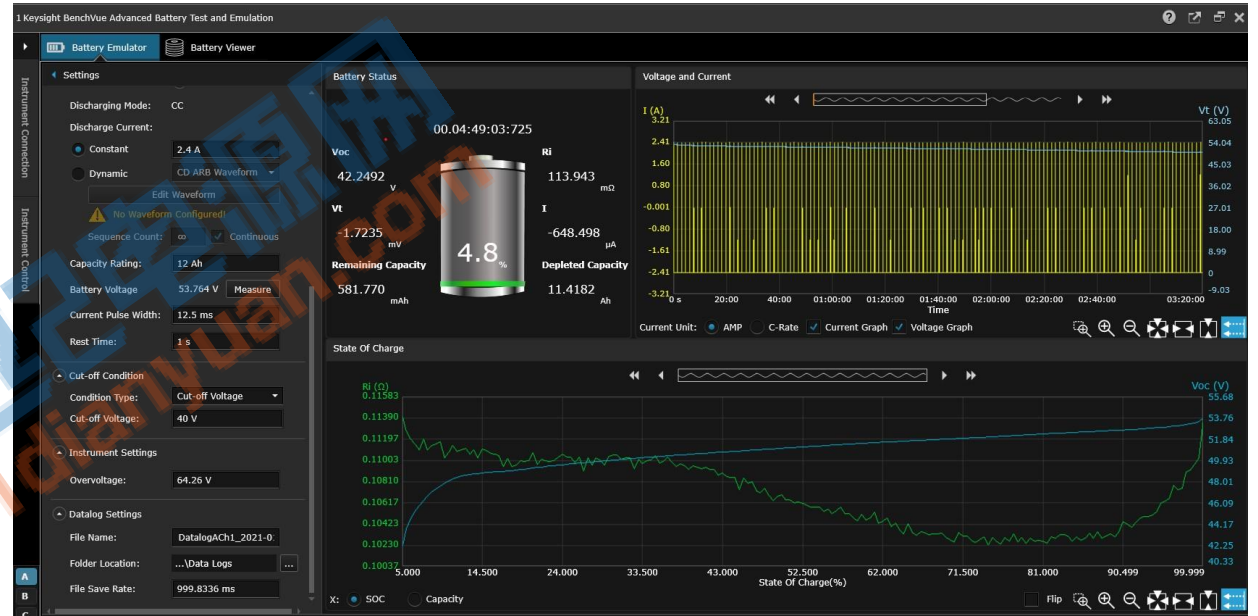 1 Keysight BenchVue Advanced Battery Test and Emulation
Battery Emulator
Battery Viewer
Instrument Connection
Instrument Control
A
B
C
Settings
Discharging Mode: CC
Discharge Current:
Constant 2.4 A
Dynamic CD ARB Waveform
Edit Waveform
No Waveform Configured!
Sequence Count: ∞ Continuous
Capacity Rating: 12 Ah
Battery Voltage 53.764 V Measure
Current Pulse Width: 12.5 ms
Rest Time: 1 s
Cut-off Condition
Condition Type: Cut-off Voltage
Cut-off Voltage: 40 V
Instrument Settings
Overvoltage: 64.26 V
Datalog Settings
File Name: DatalogACh1_2021-0
Folder Location: ...\Data Logs ...
File Save Rate: 999.8336 ms
Battery Status
00.04:49:03:725
Voc
42.2492 V
Ri
113.943 mΩ
Vt
-1.7235 mV
I
-648.498 µA
4.8 %
Remaining Capacity
581.770 mAh
Depleted Capacity
11.4182 Ah
Voltage and Current
I (A) Vt (V)
3.21 63.05
2.41 54.04
1.60 45.03
0.80 36.02
-0.001 27.01
-0.80 18.00
-1.61 8.99
-2.41 0
-3.21 -9.03
0 s 20:00 40:00 01:00:00 01:20:00 01:40:00 02:00:00 02:20:00 02:40:00 03:20:00
Time
Current Unit: AMP C-Rate Current Graph Voltage Graph
State Of Charge
Ri (Ω) Voc (V)
0.11583 55.68
0.11390 53.76
0.11197 51.84
0.11003 49.93
0.10810 48.01
0.10617 46.09
0.10423 44.17
0.10230 42.25
0.10037 40.33
5.000 14.500 24.000 33.500 43.000 52.500 62.000 71.500 81.000 90.499 99.999
State Of Charge(%)
X: SOC Capacity Flip